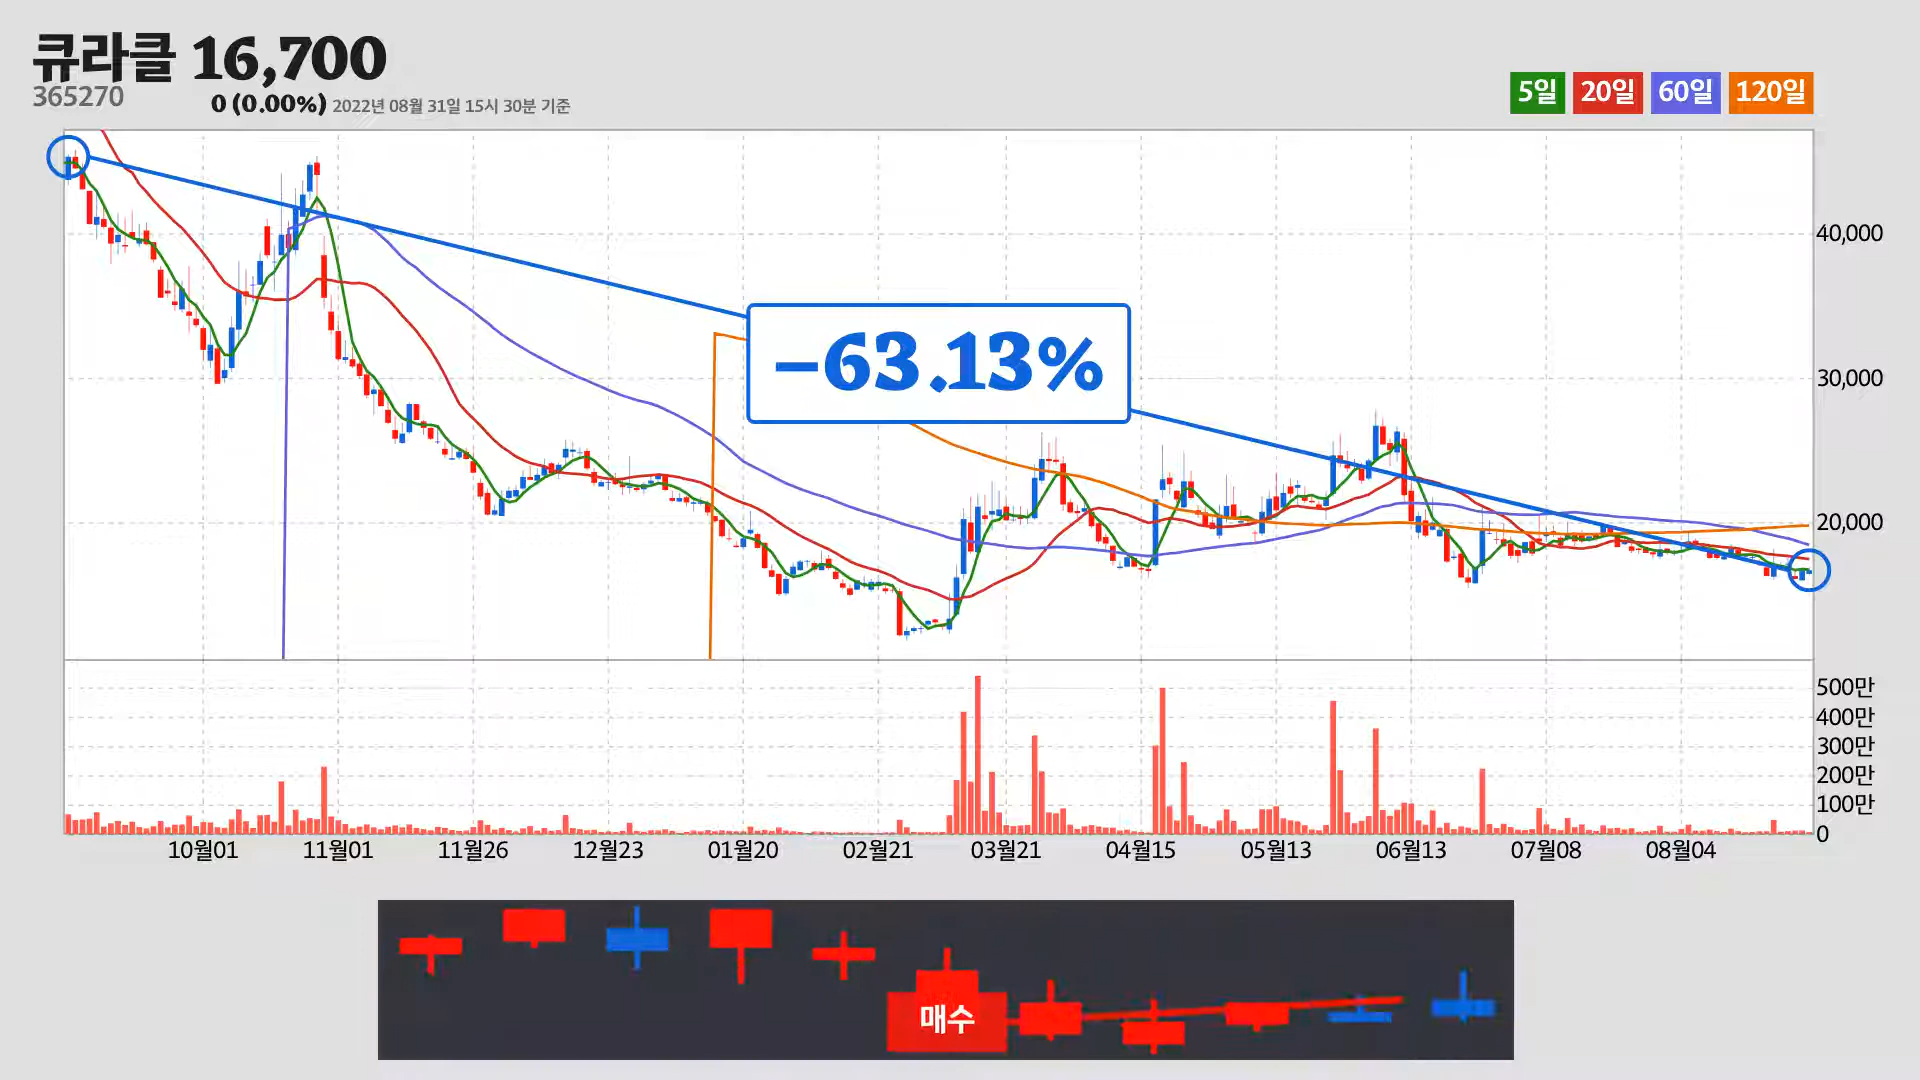 큐라클 16,700
365270
0 (0.00%) 2022년 08월 31일 15시 30분 기준
5일 20일 60일 120일
40,000
30,000
20,000
-63.13%
500만
400만
300만
200만
100만
0
10월01 11월01 11월26 12월23 01월20 02월21 03월21 04월15 05월13 06월13 07월08 08월04
매수